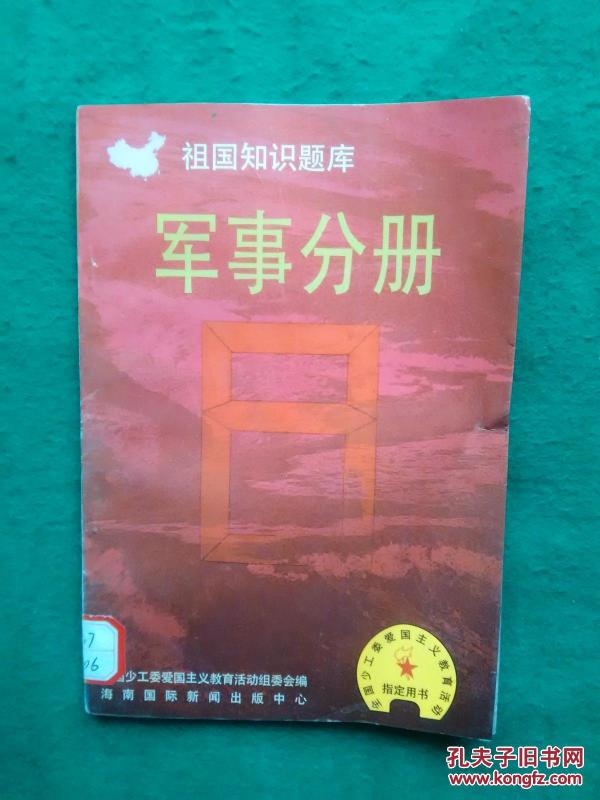 祖国知识题库
军事分册
国少工委爱国主义教育活动组委会编
海南国际新闻出版中心
全国少工委爱国主义教育活动
指定用书
7
06
孔夫子旧书网
www.kongfz.com